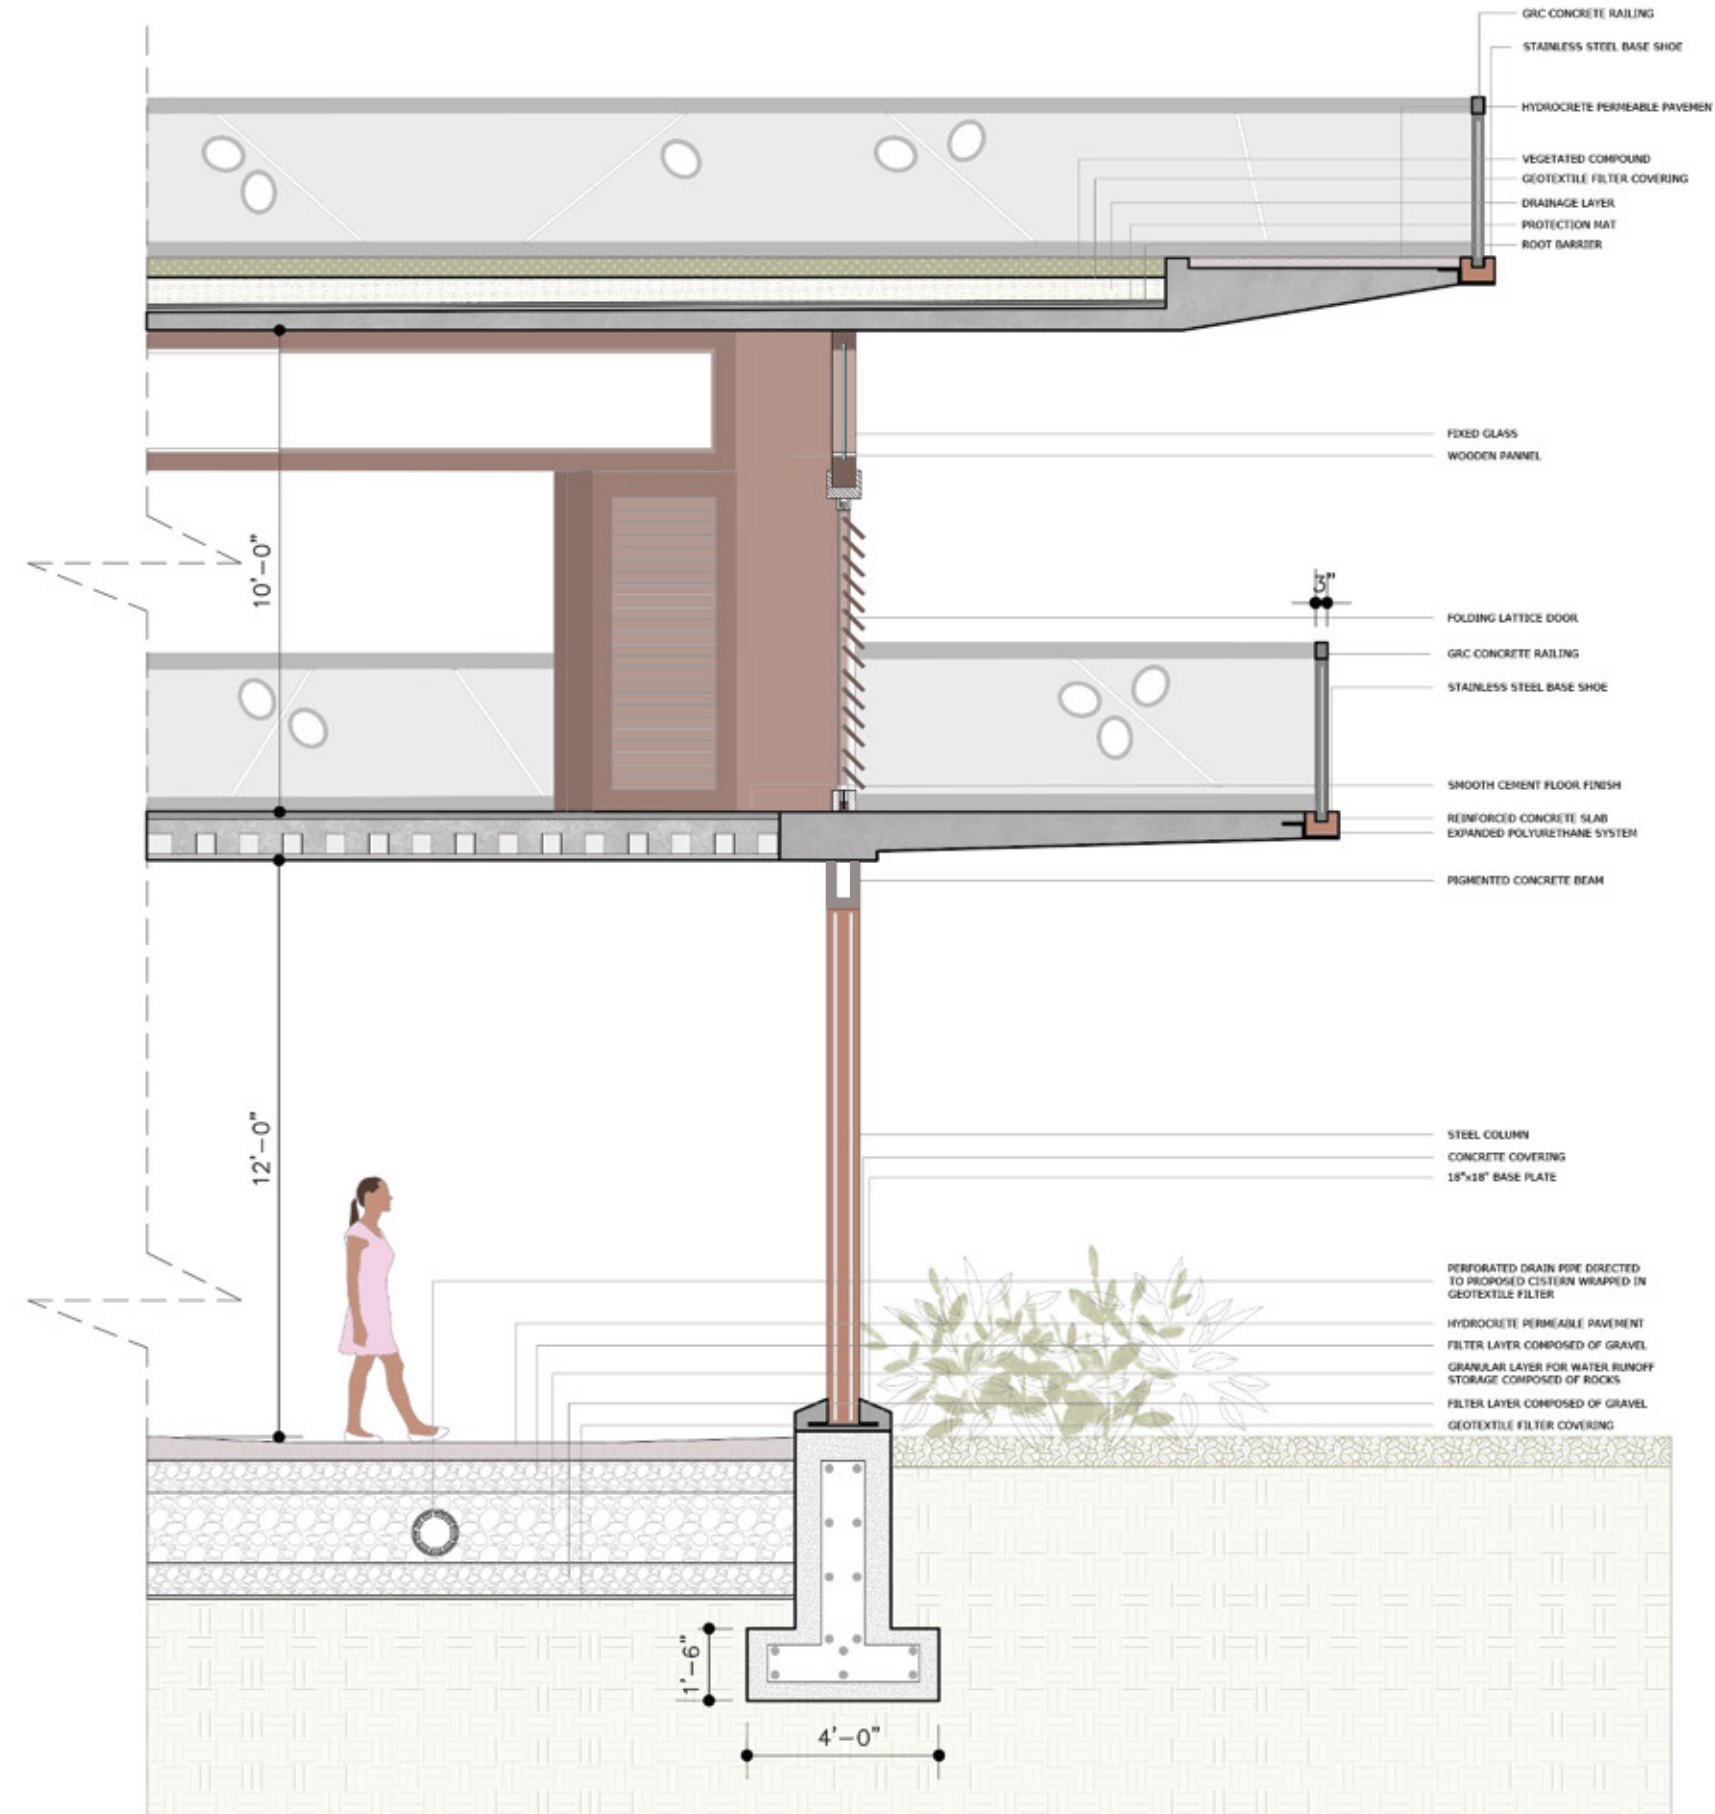 GRC CONCRETE RAILING
STAINLESS STEEL BASE SHOE
HYDROCRETE PERMEABLE PAVEMEN
VEGETATED COMPOUND
GEOTEXTILE FILTER COVERING
DRAINAGE LAYER
PROTECTION MAT
ROOT BARRIER
FIXED GLASS
WOODEN PANNEL
10'-0"
3"
FOLDING LATTICE DOOR
GRC CONCRETE RAILING
STAINLESS STEEL BASE SHOE
SMOOTH CEMENT FLOOR FINISH
REINFORCED CONCRETE SLAB
EXPANDED POLYURETHANE SYSTEM
PIGMENTED CONCRETE BEAM
12'-0"
STEEL COLUMN
CONCRETE COVERING
18"x18" BASE PLATE
PERFORATED DRAIN PIPE DIRECTED
TO PROPOSED CISTERN WRAPPED IN
GEOTEXTILE FILTER
HYDROCRETE PERMEABLE PAVEMENT
FILTER LAYER COMPOSED OF GRAVEL
GRANULAR LAYER FOR WATER RUNOFF
STORAGE COMPOSED OF ROCKS
FILTER LAYER COMPOSED OF GRAVEL
GEOTEXTILE FILTER COVERING
1'-6"
4'-0"